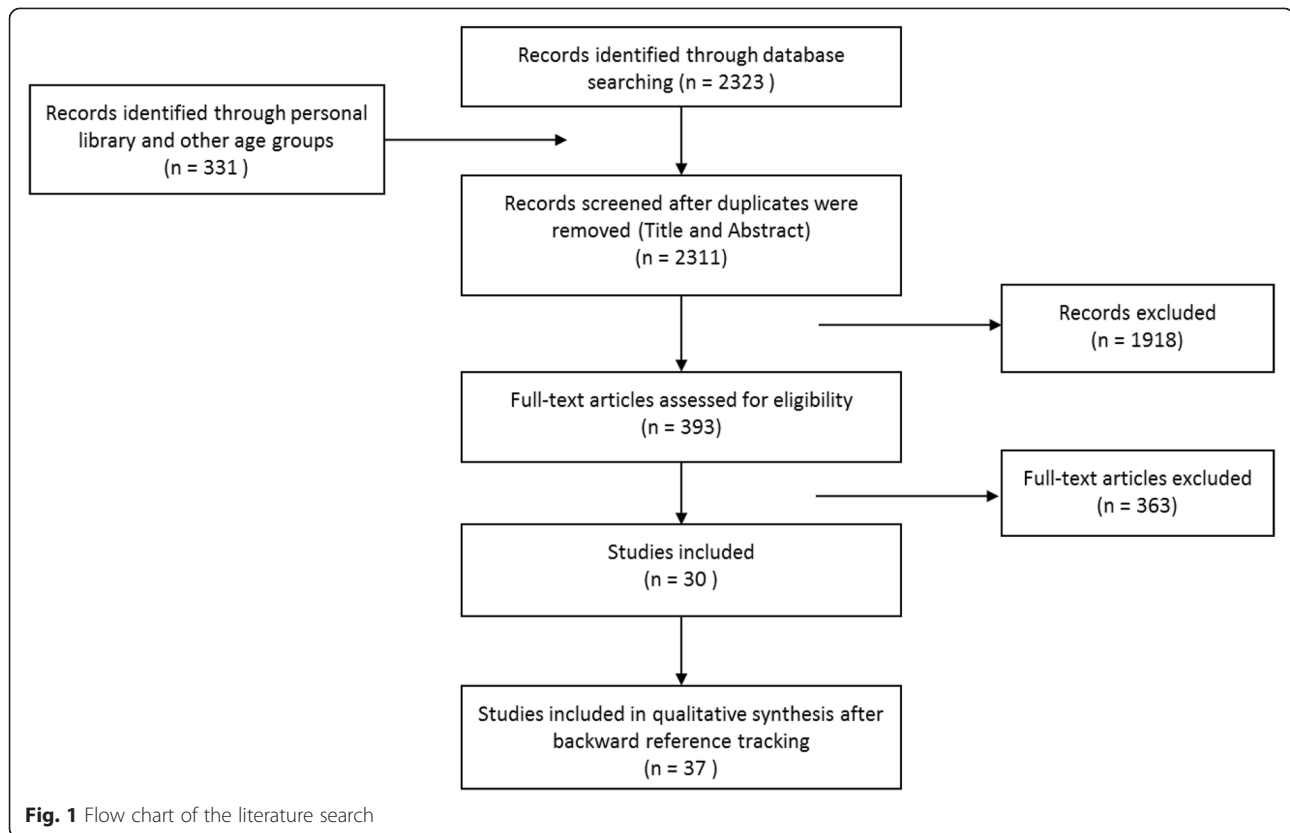 Records identified through database
searching (n = 2323 )
Records identified through personal
library and other age groups
(n = 331 )
Records screened after duplicates were
removed (Title and Abstract)
(n = 2311)
Records excluded
(n = 1918)
Full-text articles assessed for eligibility
(n = 393)
Full-text articles excluded
(n = 363)
Studies included
(n = 30 )
Studies included in qualitative synthesis after
backward reference tracking
(n = 37 )
Fig. 1 Flow chart of the literature search